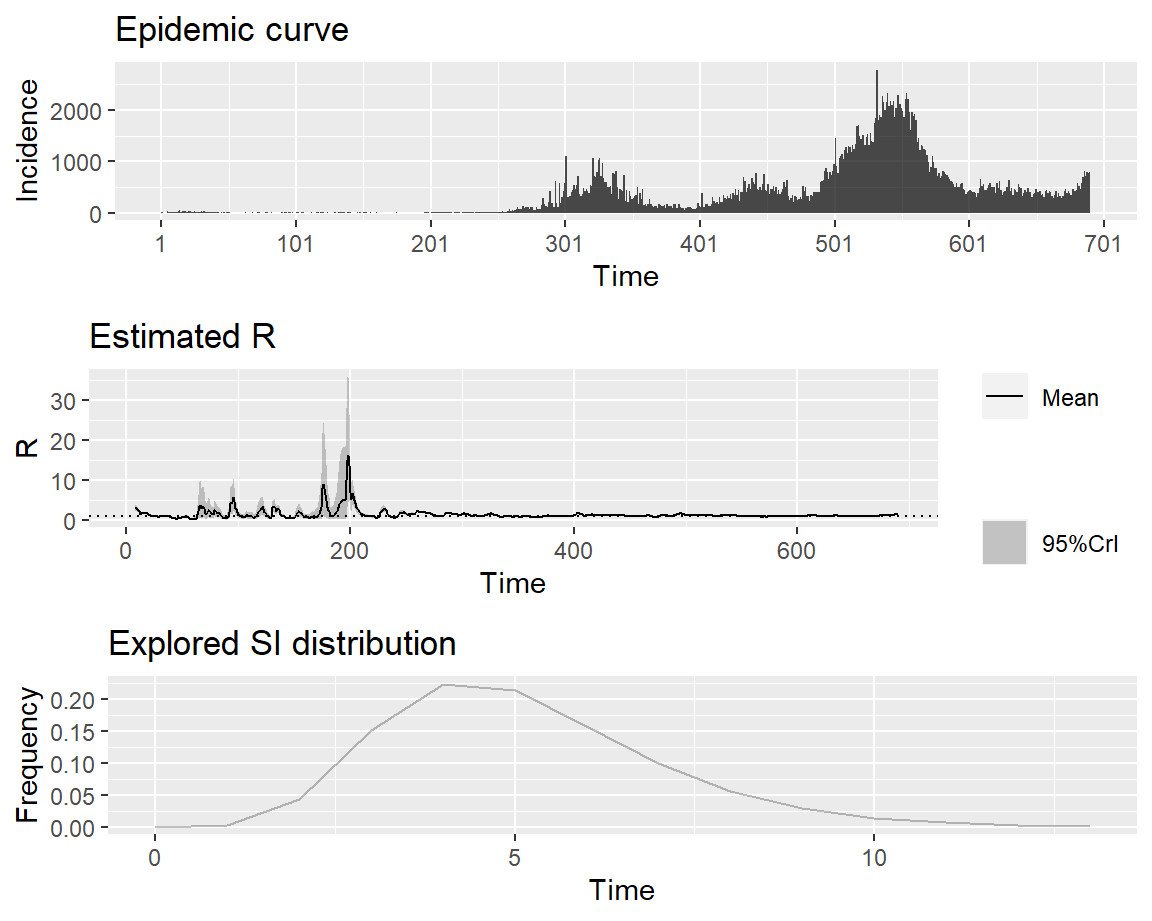 Epidemic curve
Incidence
2000
1000
0
1 101 201 301 401 501 601 701
Time
Estimated R
R
30
20
10
0
0 200 400 600
Time
Mean
95%CrI
Explored SI distribution
Frequency
0.20
0.15
0.10
0.05
0.00
0 5 10
Time